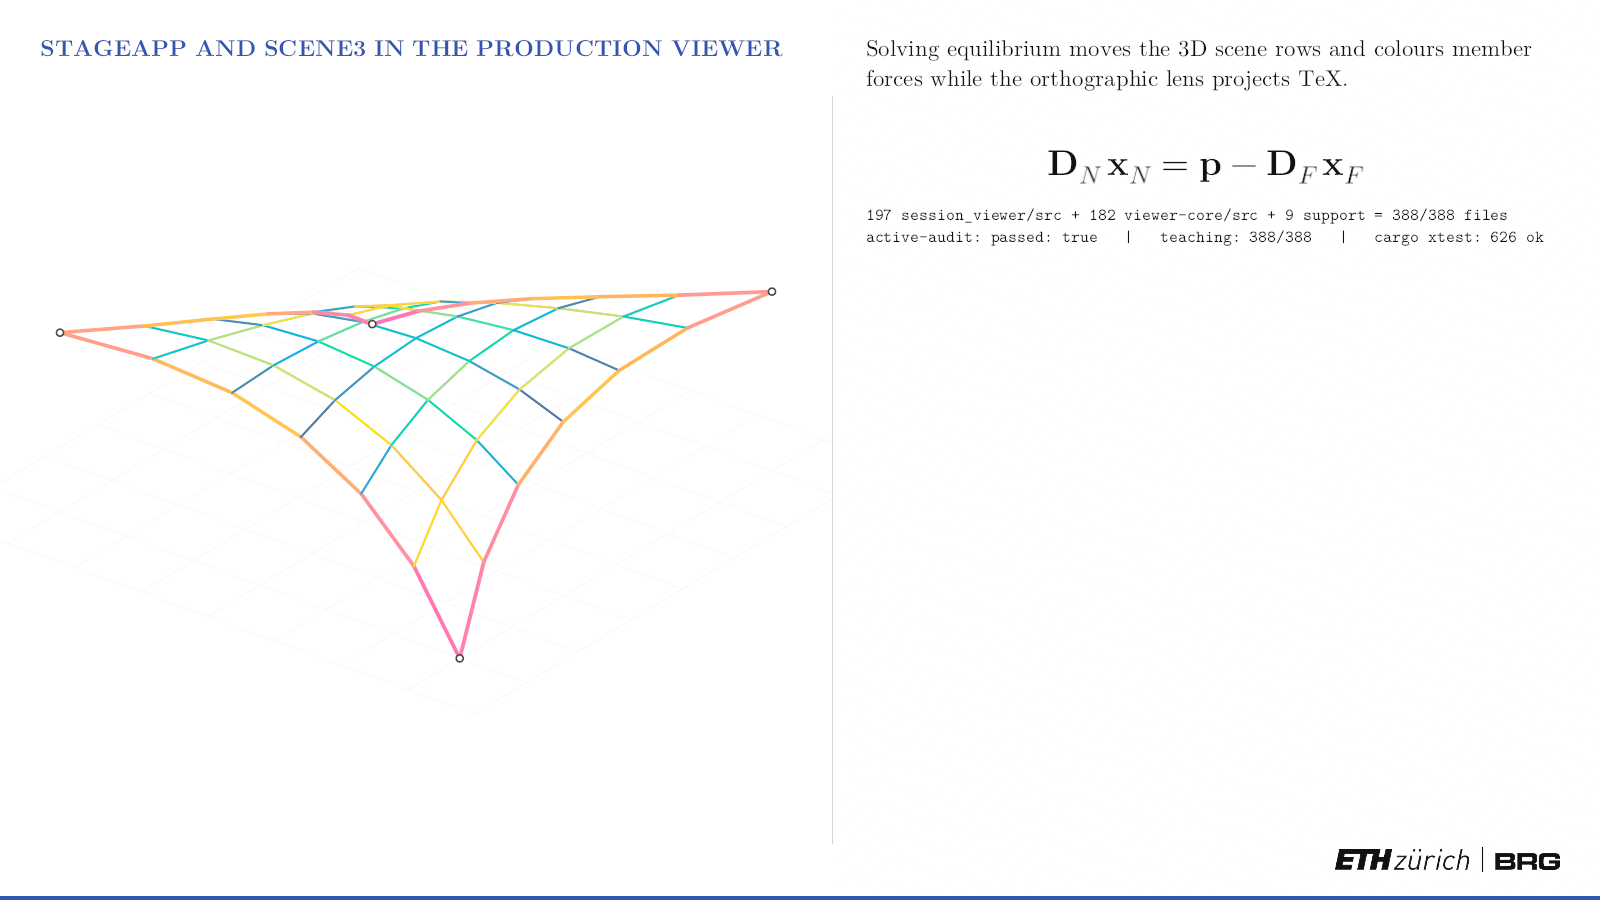 STAGEAPP AND SCENE3 IN THE PRODUCTION VIEWER
Solving equilibrium moves the 3D scene rows and colours member
forces while the orthographic lens projects TeX.
D_N x_N = p − D_F x_F
197 session_viewer/src + 182 viewer-core/src + 9 support = 388/388 files
active-audit: passed: true | teaching: 388/388 | cargo xtest: 626 ok
ETH zürich | BRG